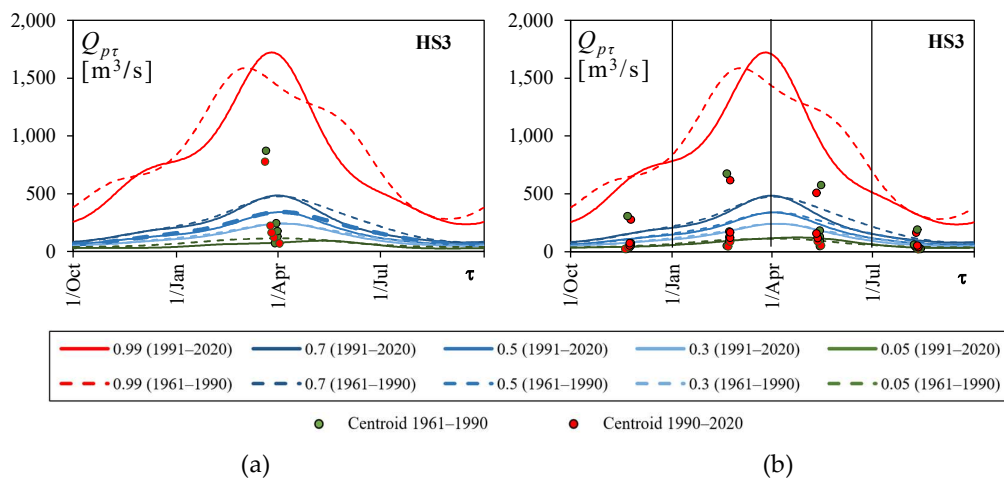 2,000
1,500
1,000
500
0
Qpτ
[m³/s]
HS3
1/Oct
1/Jan
1/Apr
1/Jul
τ
2,000
1,500
1,000
500
0
Qpτ
[m³/s]
HS3
1/Oct
1/Jan
1/Apr
1/Jul
τ
0.99 (1991–2020) 0.7 (1991–2020) 0.5 (1991–2020) 0.3 (1991–2020) 0.05 (1991–2020)
0.99 (1961–1990) 0.7 (1961–1990) 0.5 (1961–1990) 0.3 (1961–1990) 0.05 (1961–1990)
Centroid 1961–1990 Centroid 1990–2020
(a) (b)